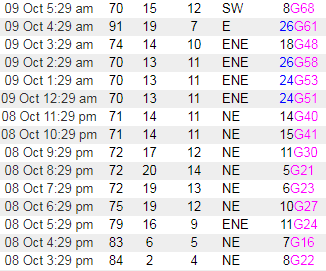 09 Oct 5:29 am 70 15 12 SW 8G68
09 Oct 4:29 am 91 19 7 E 26G61
09 Oct 3:29 am 74 14 10 ENE 18G48
09 Oct 2:29 am 70 13 11 ENE 26G58
09 Oct 1:29 am 70 13 11 ENE 24G53
09 Oct 12:29 am 70 13 11 ENE 24G51
08 Oct 11:29 pm 71 14 11 NE 14G40
08 Oct 10:29 pm 71 14 11 NE 15G41
08 Oct 9:29 pm 72 17 12 NE 11G30
08 Oct 8:29 pm 72 20 14 NE 5G21
08 Oct 7:29 pm 72 19 13 NE 6G23
08 Oct 6:29 pm 75 19 12 NE 10G27
08 Oct 5:29 pm 79 16 9 ENE 11G24
08 Oct 4:29 pm 83 6 5 NE 7G16
08 Oct 3:29 pm 84 2 4 NE 8G22